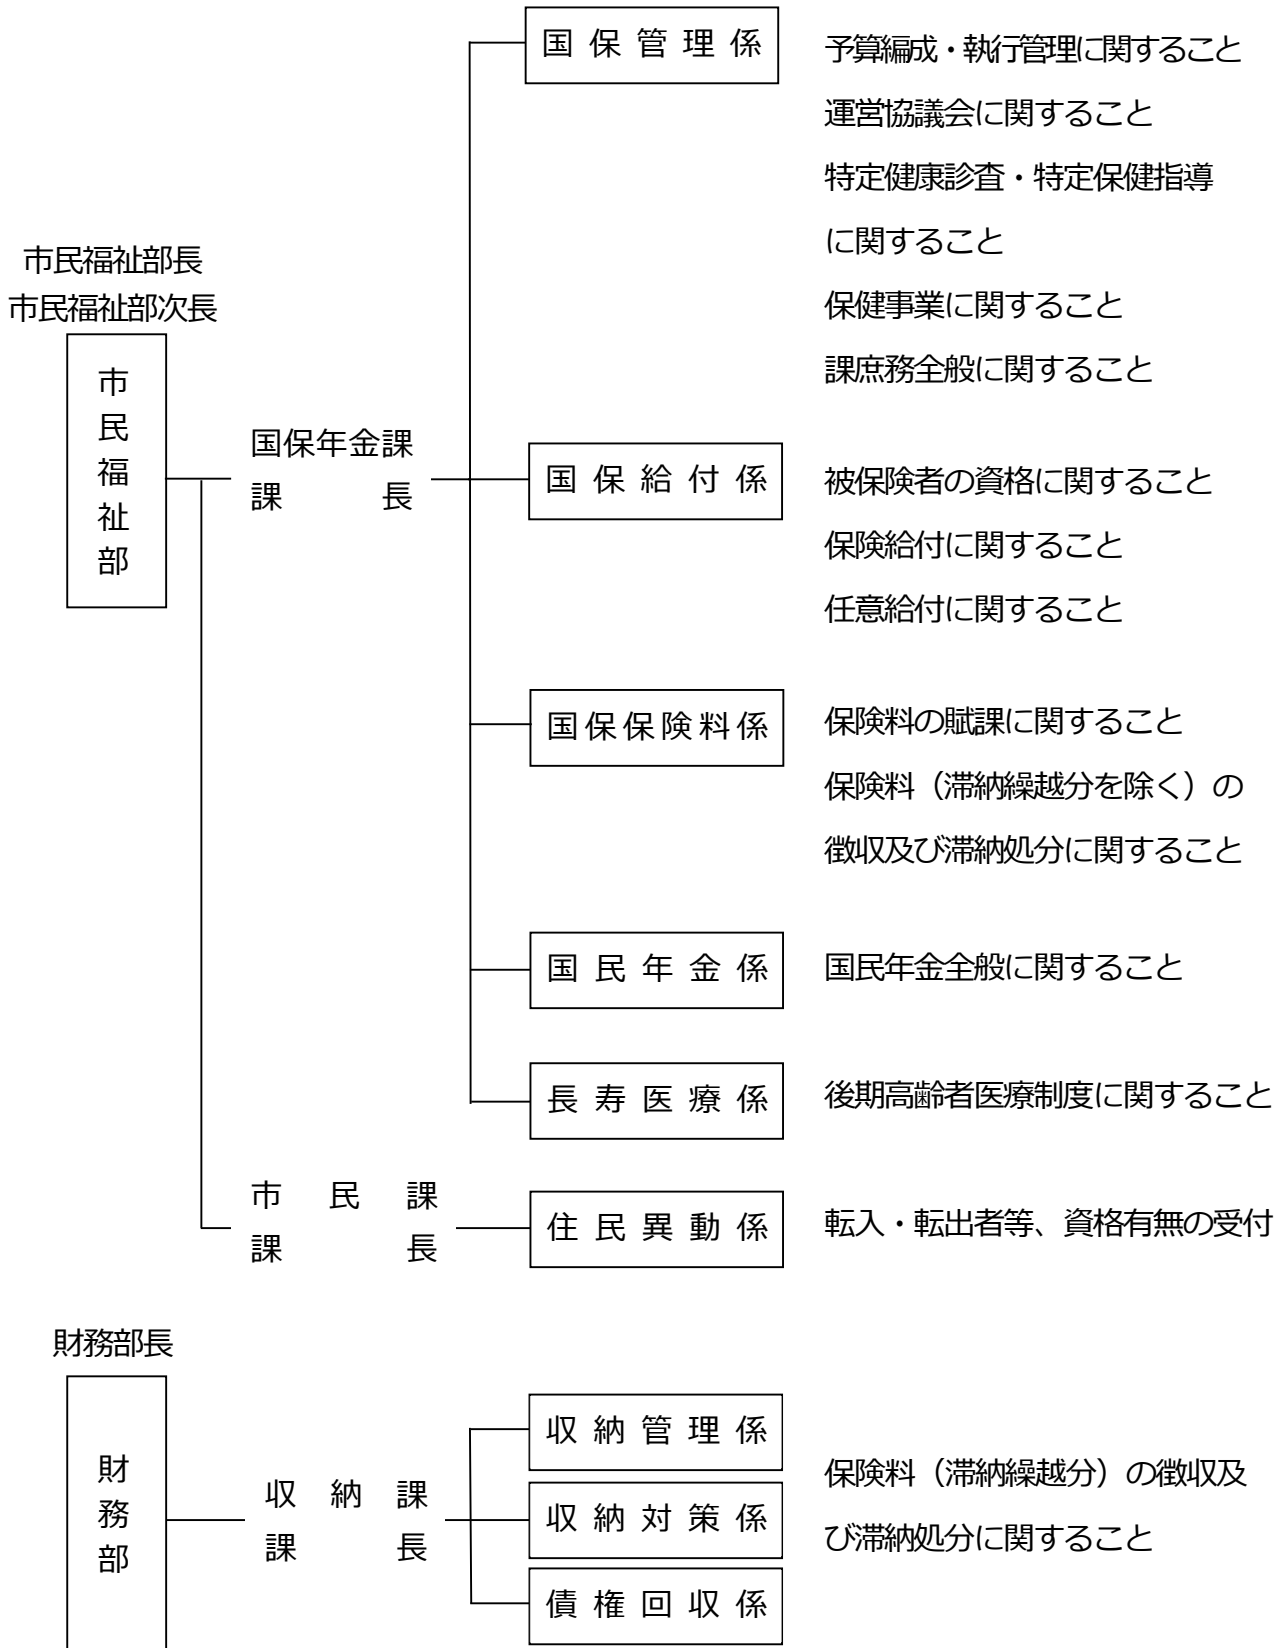 国保管理係
予算編成・執行管理に関すること
運営協議会に関すること
特定健康診査・特定保健指導
に関すること
保健事業に関すること
課庶務全般に関すること
市民福祉部長
市民福祉部次長
市民福祉部
国保年金課
課長
国保給付係
被保険者の資格に関すること
保険給付に関すること
任意給付に関すること
国保保険料係
保険料の賦課に関すること
保険料（滞納繰越分を除く）の
徴収及び滞納処分に関すること
国民年金係
国民年金全般に関すること
長寿医療係
後期高齢者医療制度に関すること
市民課
課長
住民異動係
転入・転出者等、資格有無の受付
財務部長
財務部
収納課
課長
収納管理係
収納対策係
債権回収係
保険料（滞納繰越分）の徴収及
び滞納処分に関すること